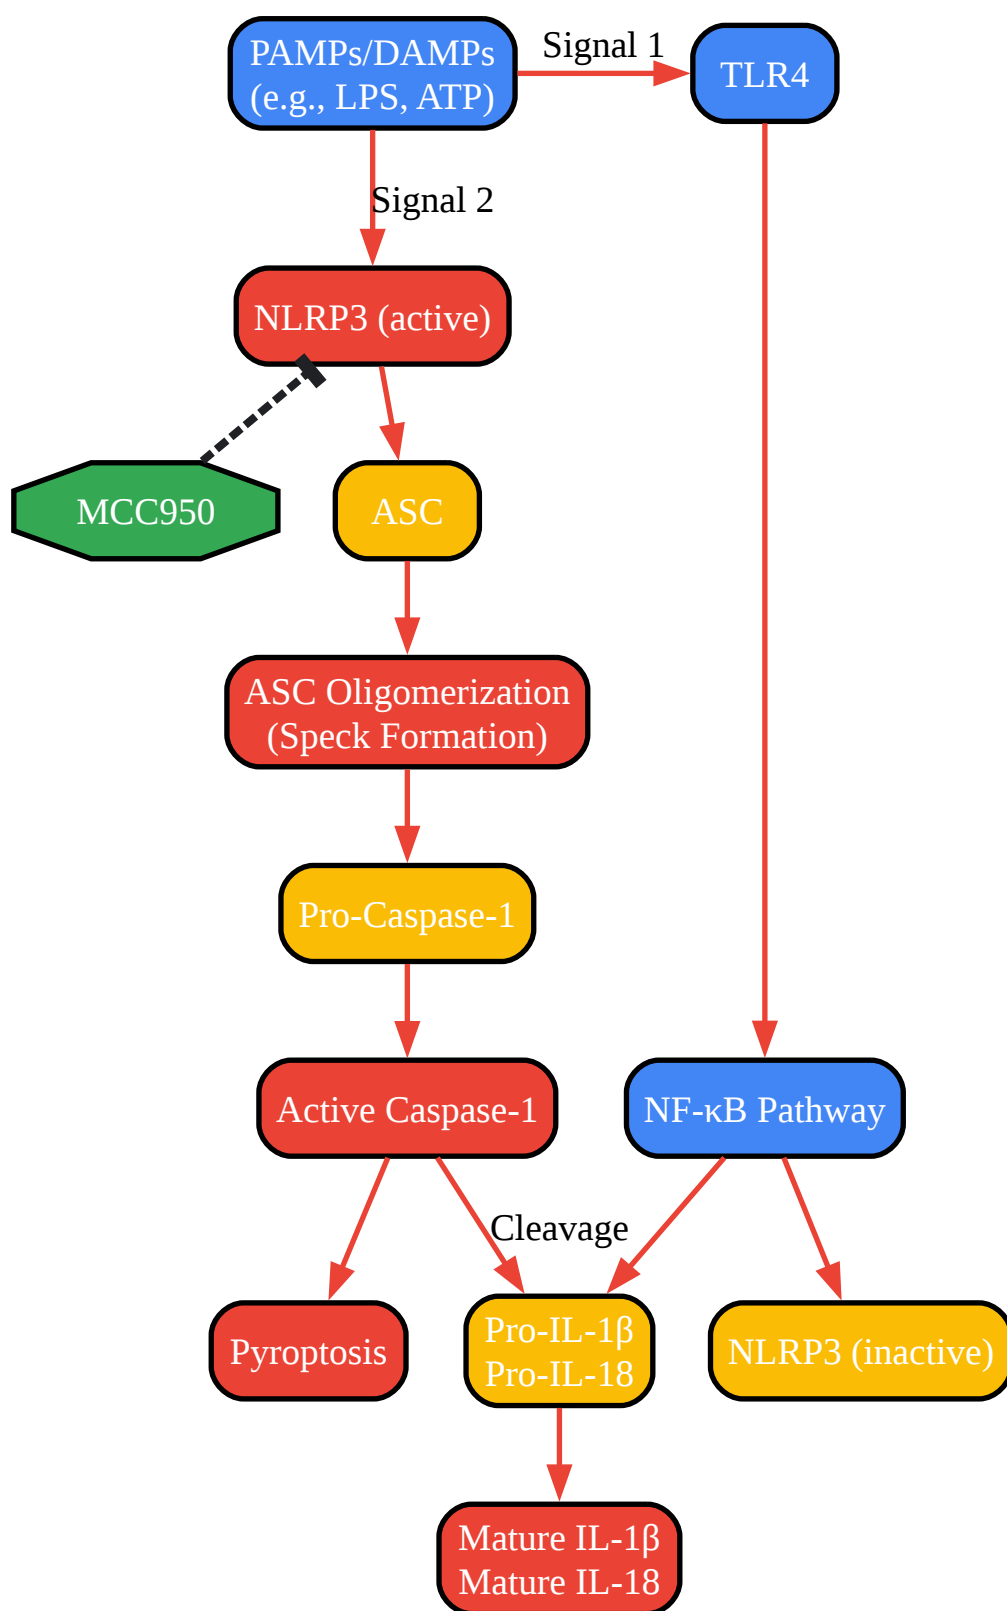 PAMPs/DAMPs
(e.g., LPS, ATP)
Signal 1
TLR4
Signal 2
NLRP3 (active)
MCC950
ASC
ASC Oligomerization
(Speck Formation)
Pro-Caspase-1
Active Caspase-1
NF-κB Pathway
Cleavage
Pyroptosis
Pro-IL-1β
Pro-IL-18
NLRP3 (inactive)
Mature IL-1β
Mature IL-18